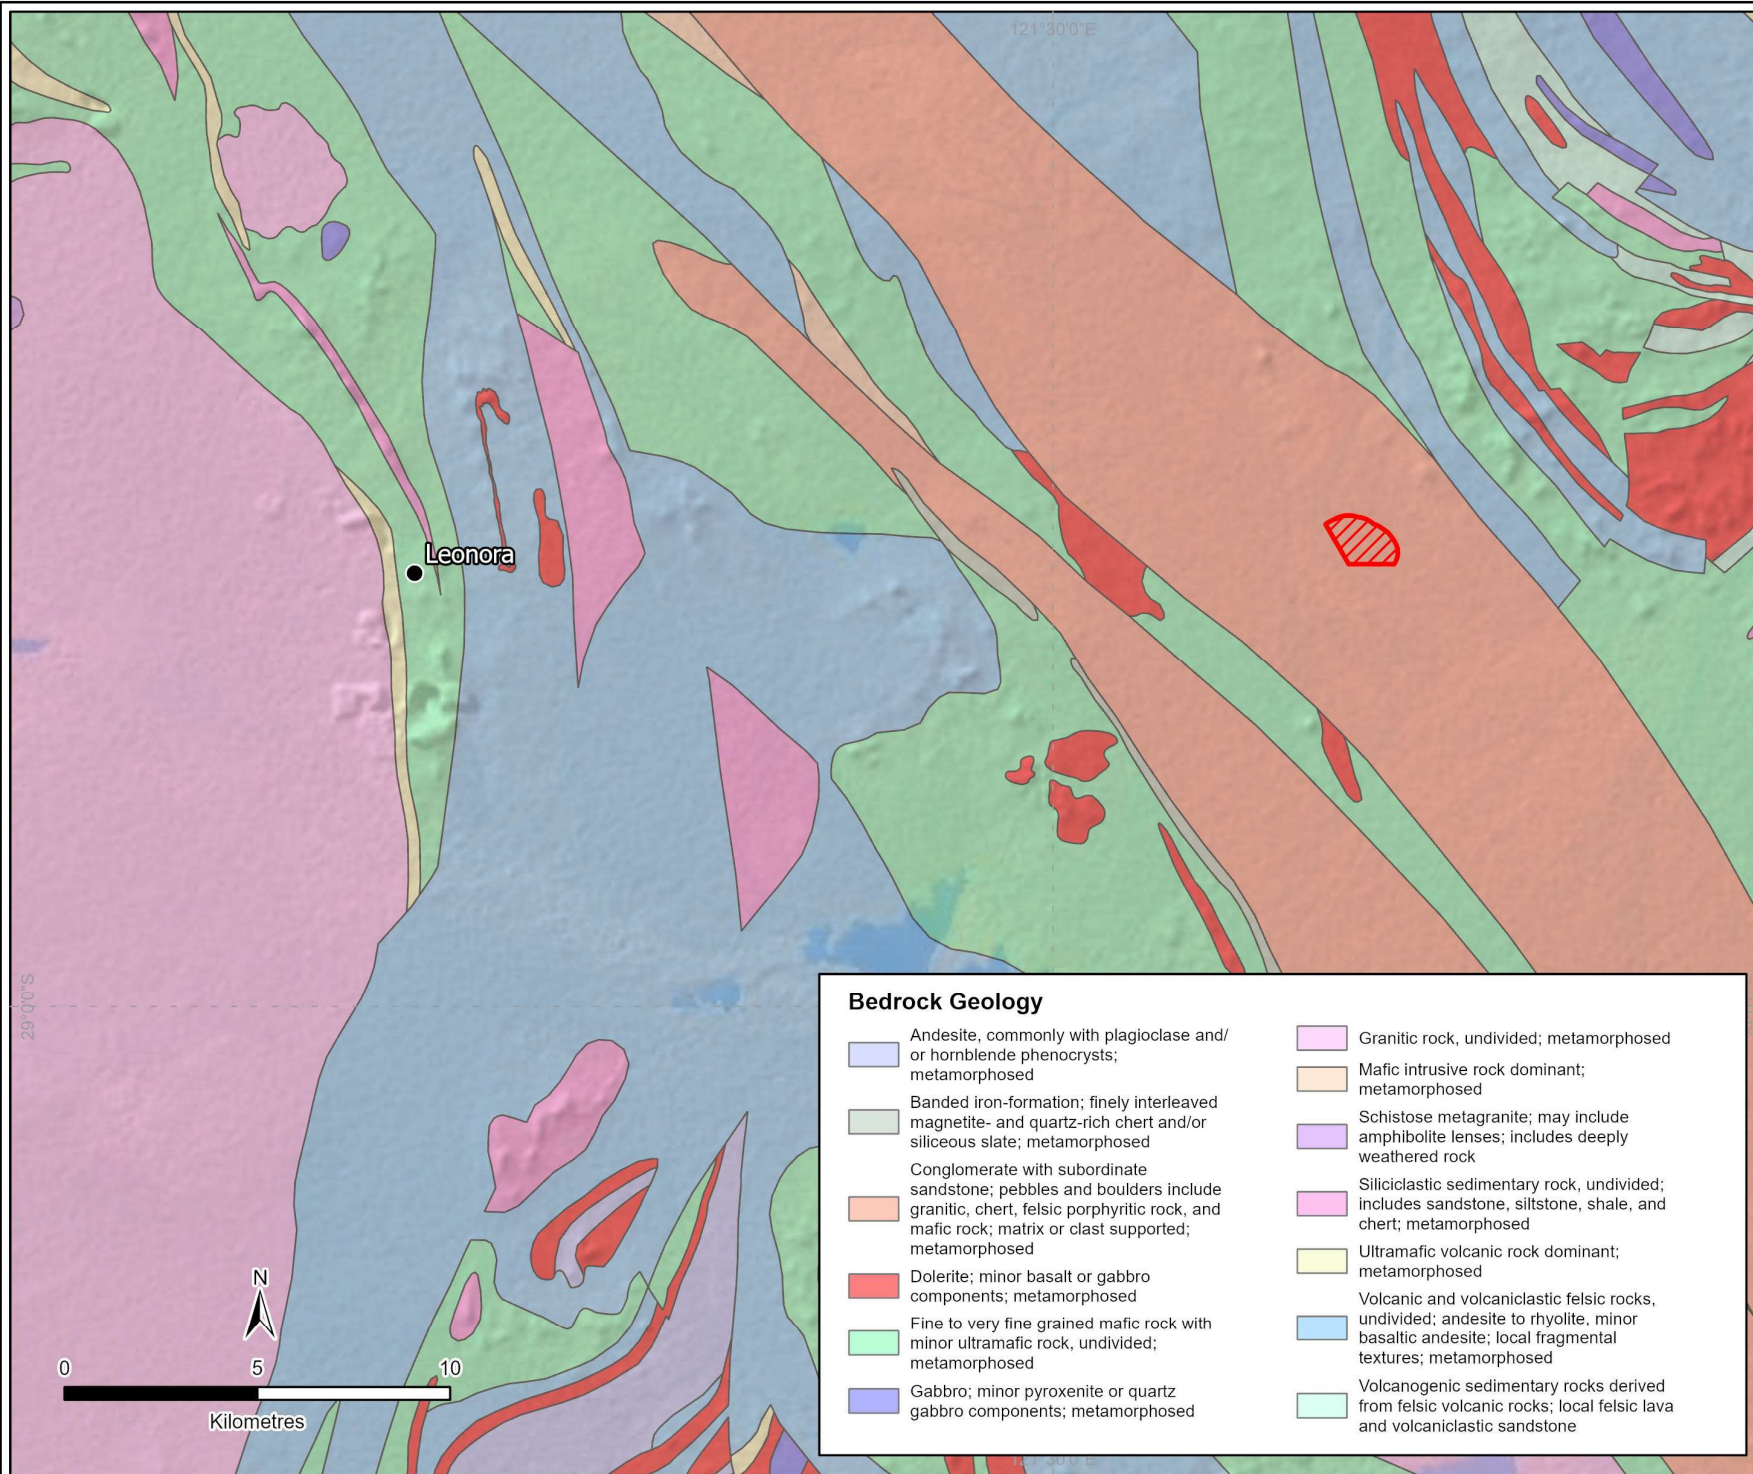 121°30'0"E
Leonora
29°0'0"S
N
0 5 10
Kilometres
Bedrock Geology
Andesite, commonly with plagioclase and/
or hornblende phenocrysts;
metamorphosed
Banded iron-formation; finely interleaved
magnetite- and quartz-rich chert and/or
siliceous slate; metamorphosed
Conglomerate with subordinate
sandstone; pebbles and boulders include
granitic, chert, felsic porphyritic rock, and
mafic rock; matrix or clast supported;
metamorphosed
Dolerite; minor basalt or gabbro
components; metamorphosed
Fine to very fine grained mafic rock with
minor ultramafic rock, undivided;
metamorphosed
Gabbro; minor pyroxenite or quartz
gabbro components; metamorphosed
Granitic rock, undivided; metamorphosed
Mafic intrusive rock dominant;
metamorphosed
Schistose metagranite; may include
amphibolite lenses; includes deeply
weathered rock
Siliciclastic sedimentary rock, undivided;
includes sandstone, siltstone, shale, and
chert; metamorphosed
Ultramafic volcanic rock dominant;
metamorphosed
Volcanic and volcaniclastic felsic rocks,
undivided; andesite to rhyolite, minor
basaltic andesite; local fragmental
textures; metamorphosed
Volcanogenic sedimentary rocks derived
from felsic volcanic rocks; local felsic lava
and volcaniclastic sandstone
121°30'0"E